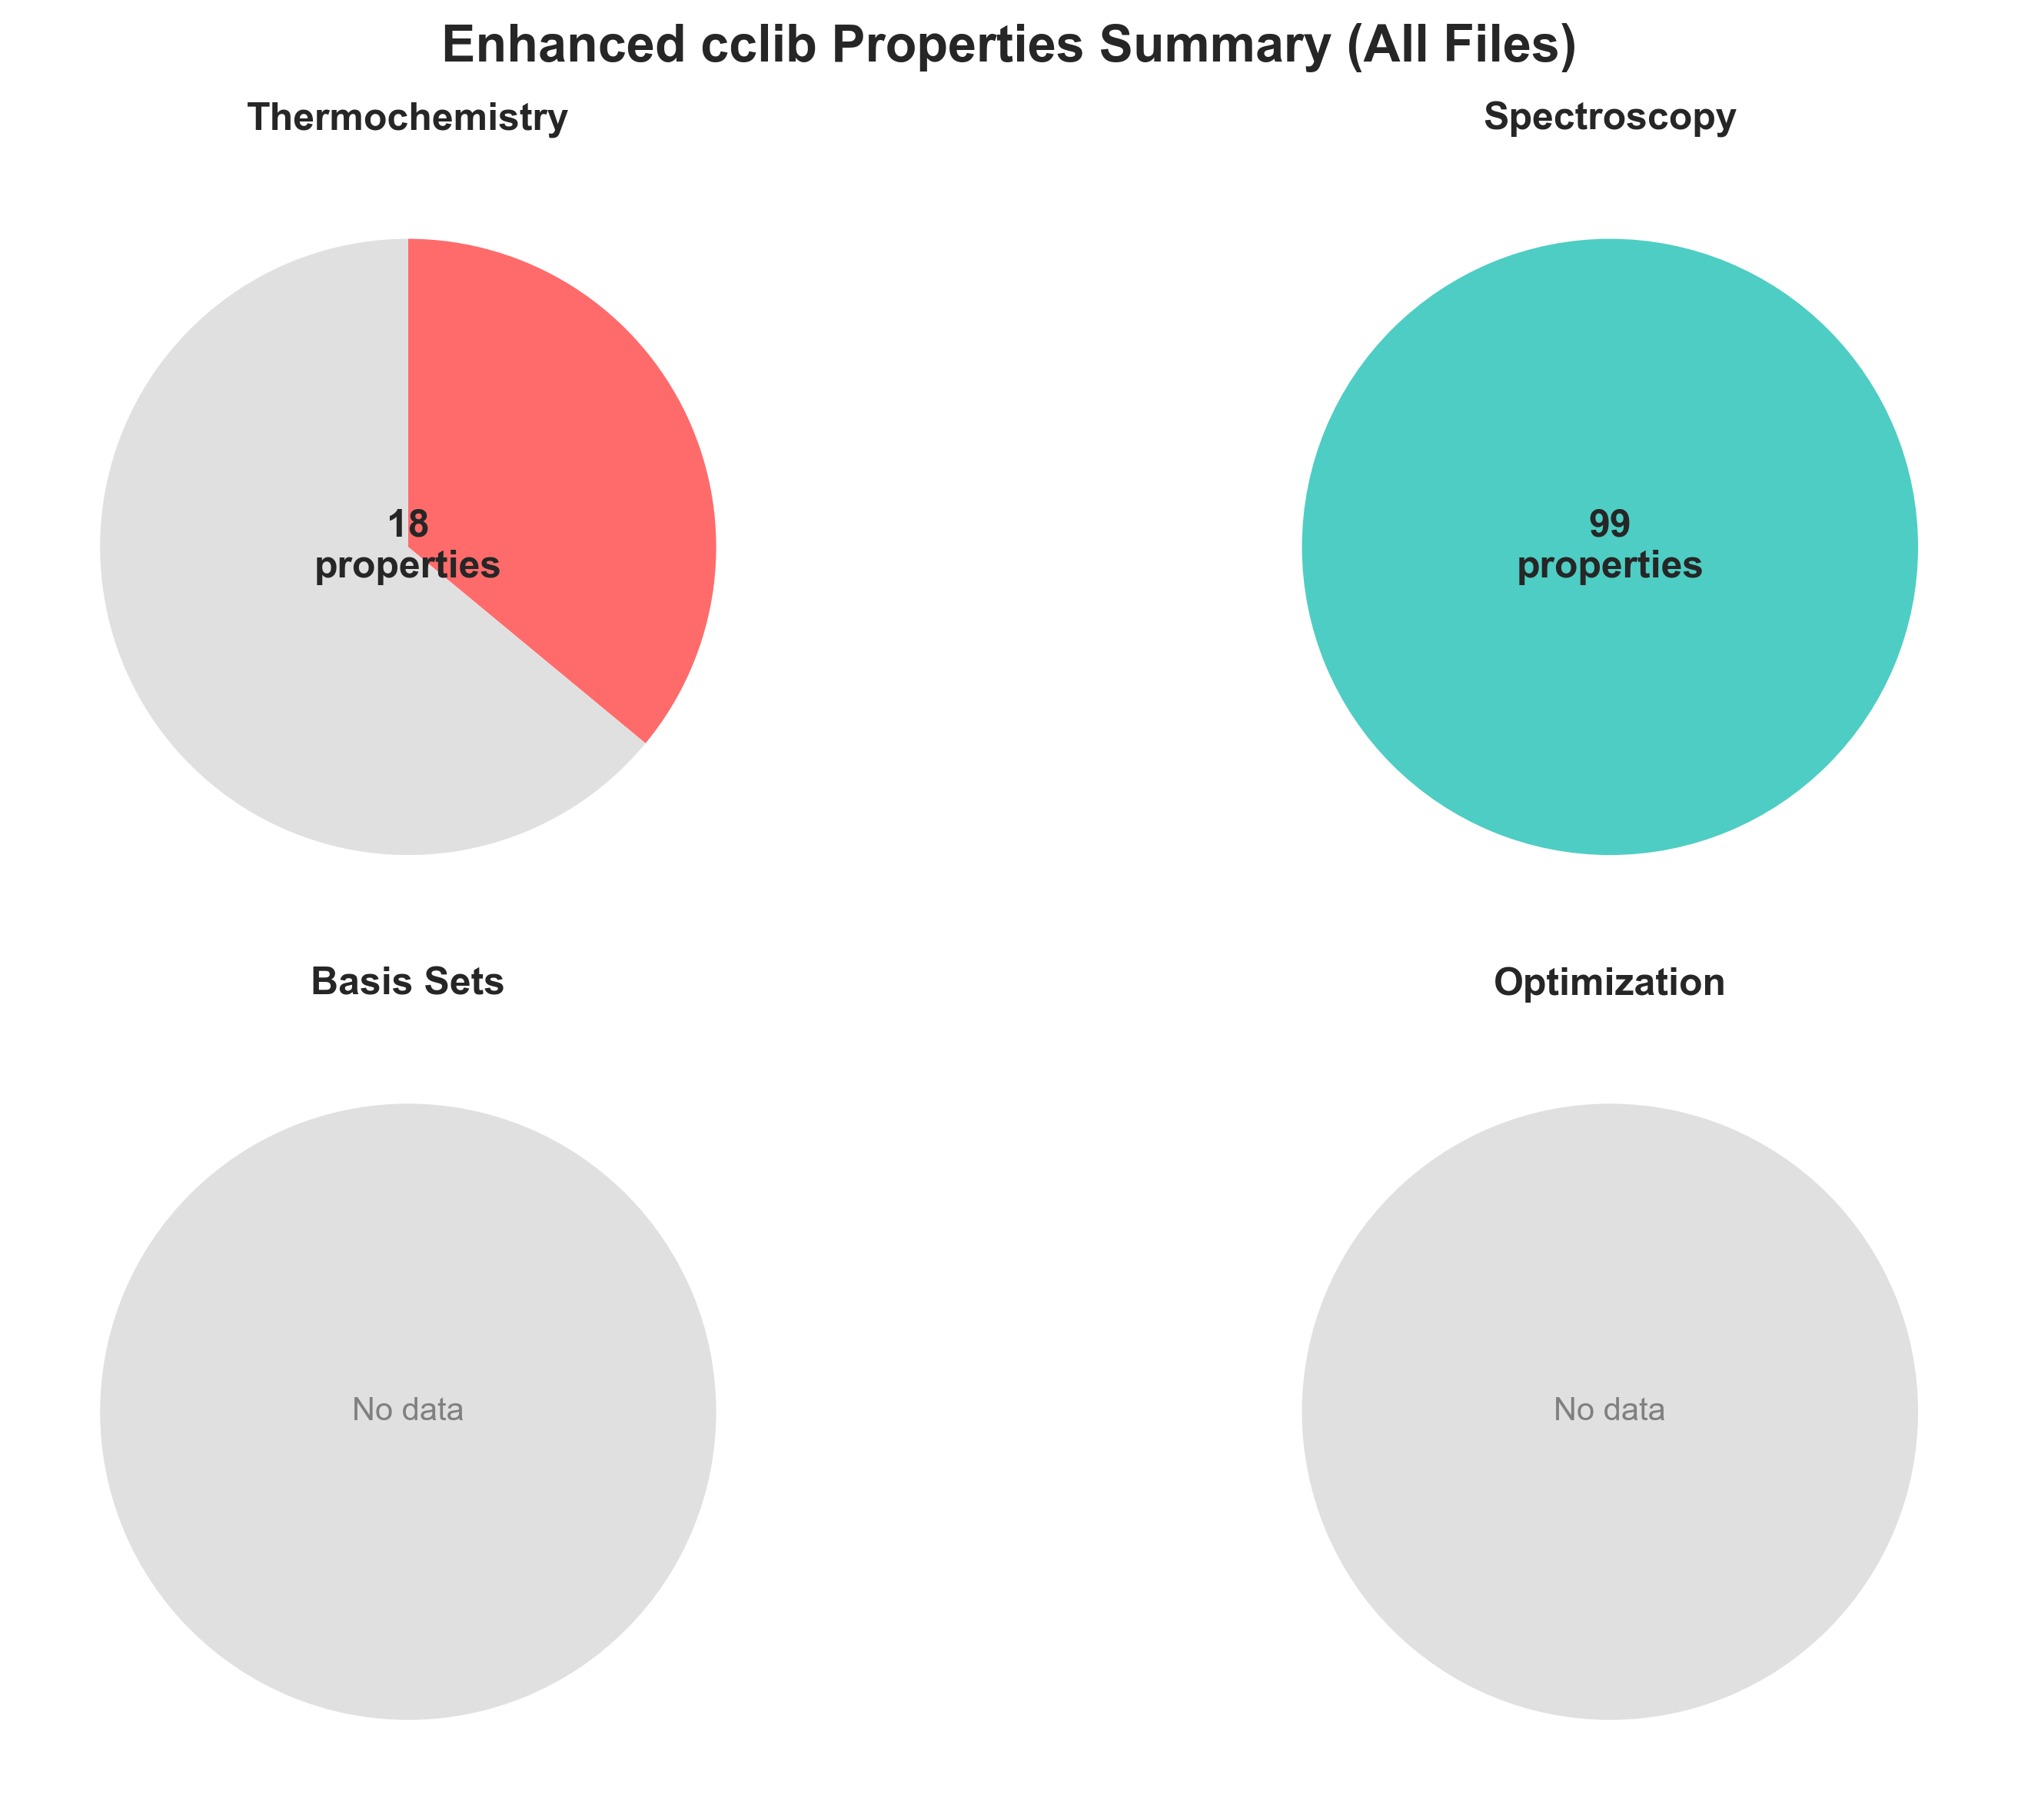 Enhanced cclib Properties Summary (All Files)
Thermochemistry
Spectroscopy
18
properties
99
properties
Basis Sets
Optimization
No data
No data